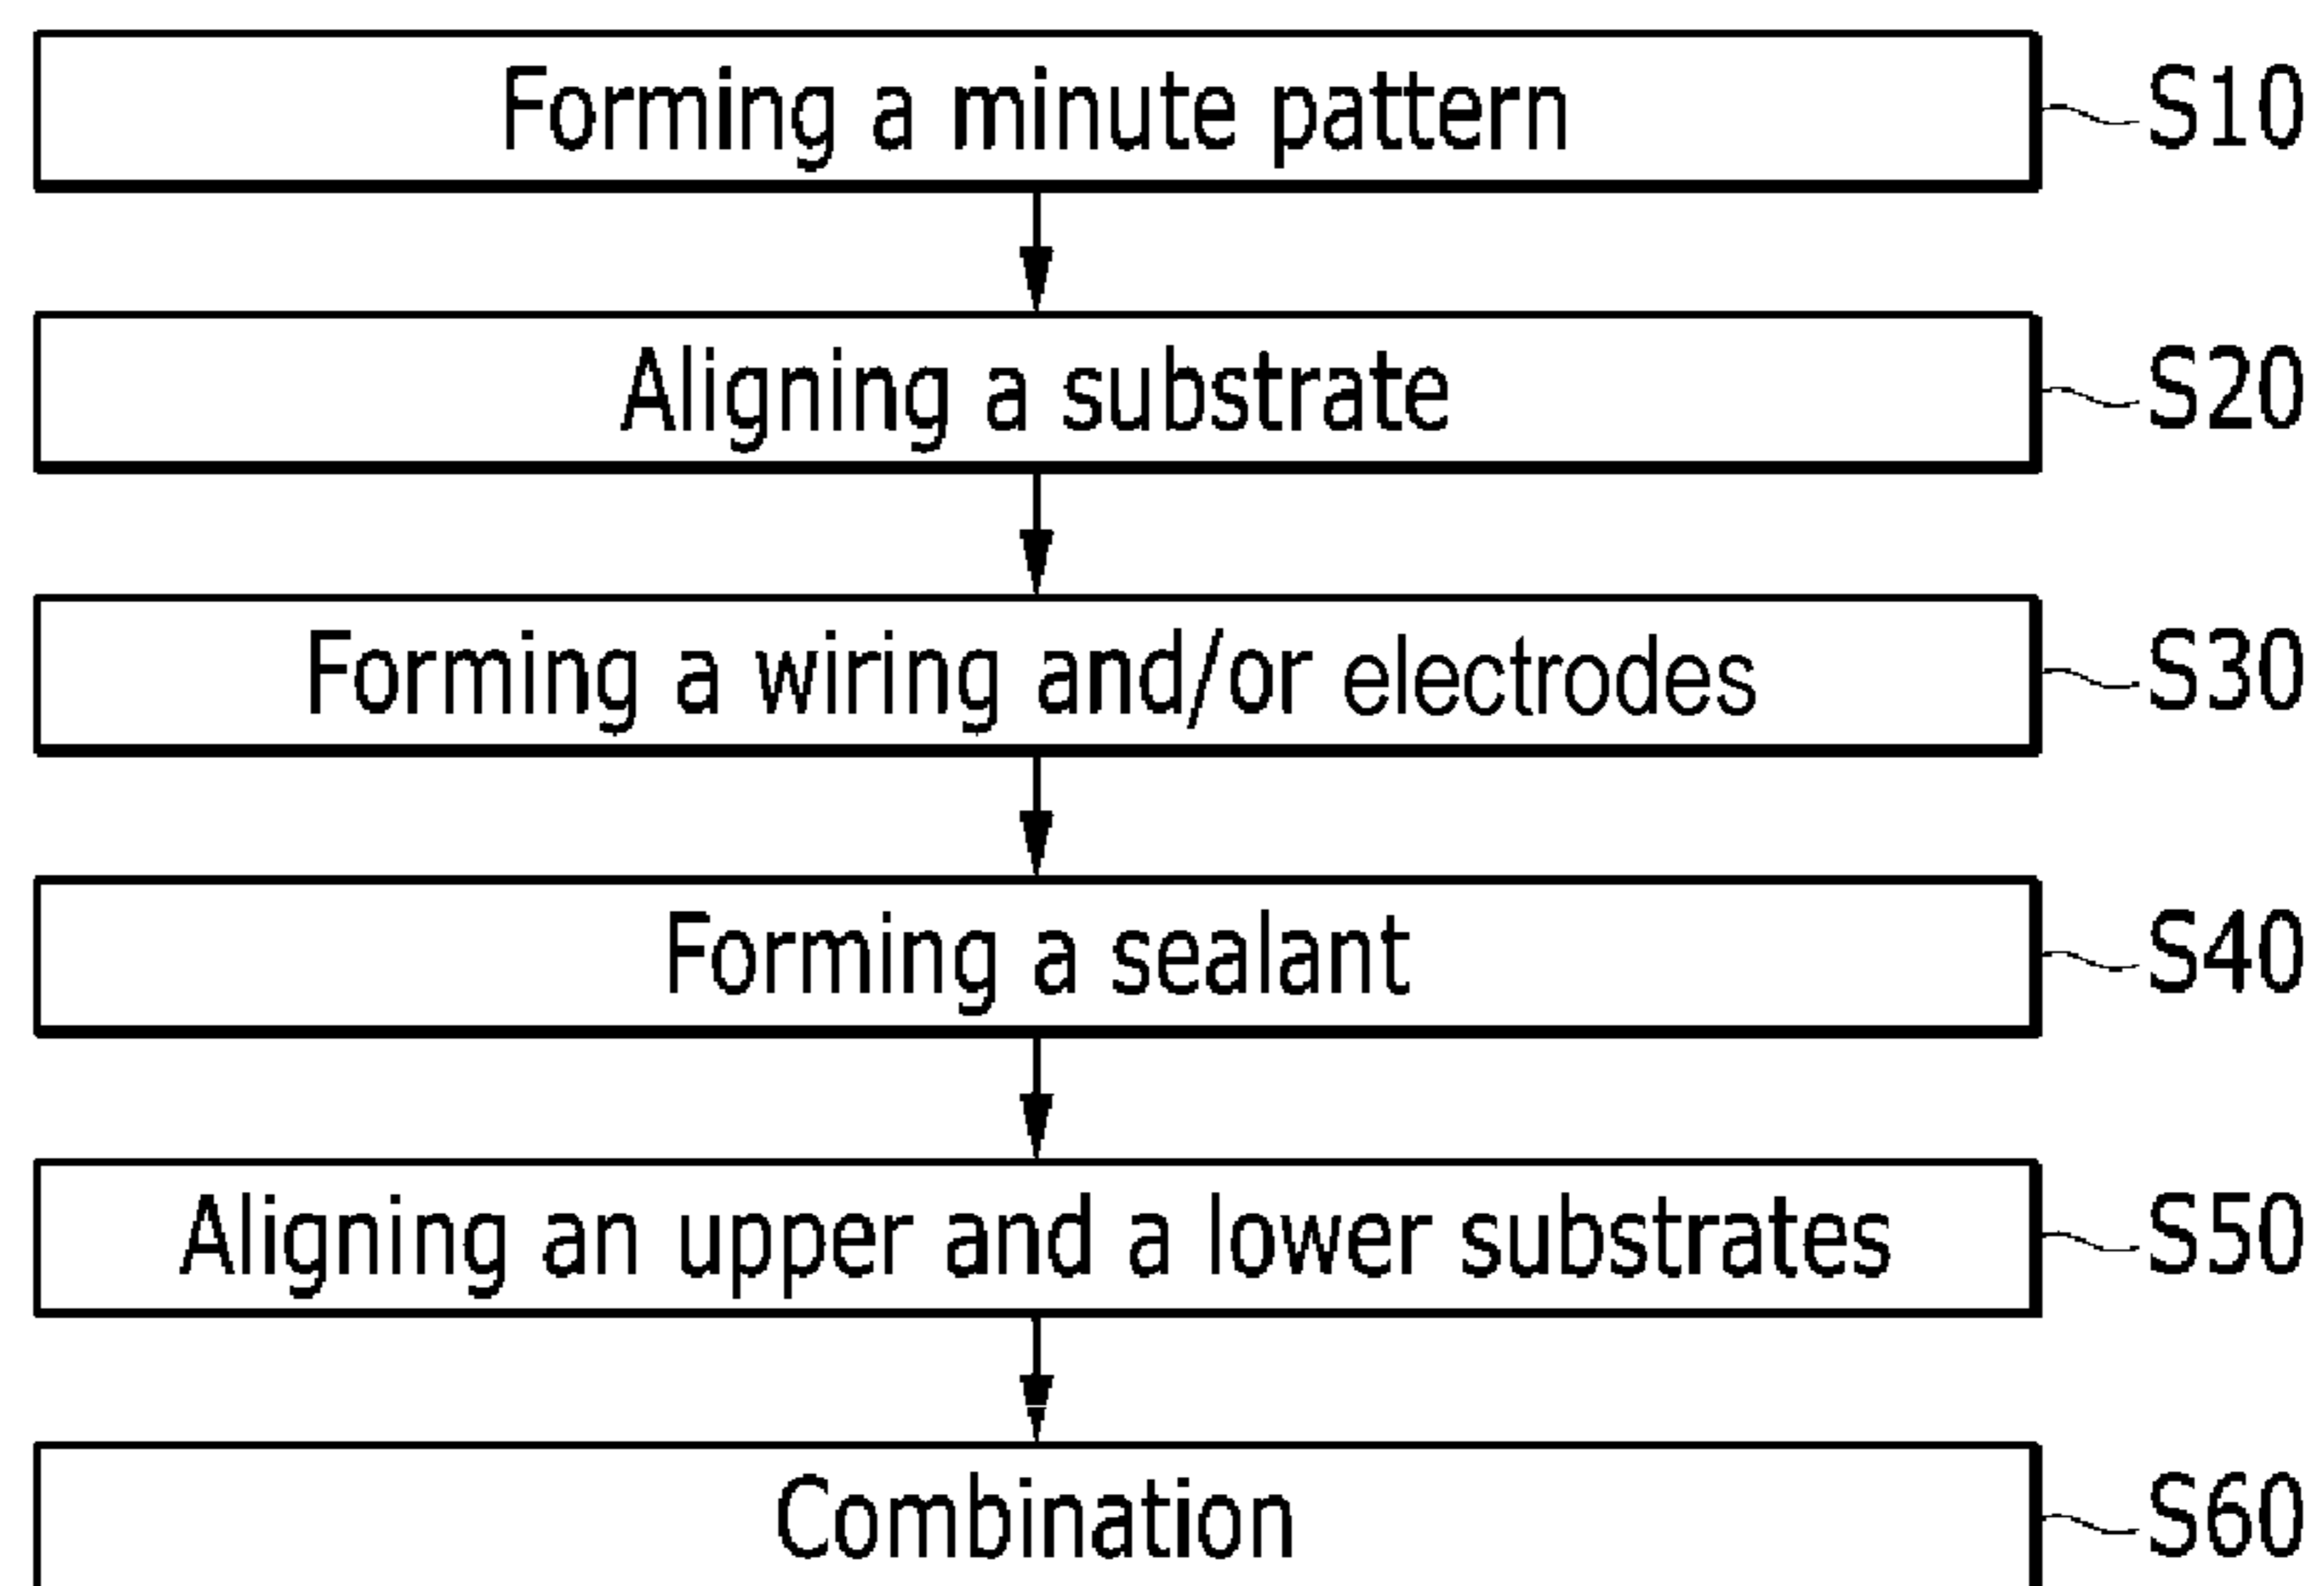 Forming a minute pattern S10
Aligning a substrate S20
Forming a wiring and/or electrodes S30
Forming a sealant S40
Aligning an upper and a lower substrates S50
Combination S60